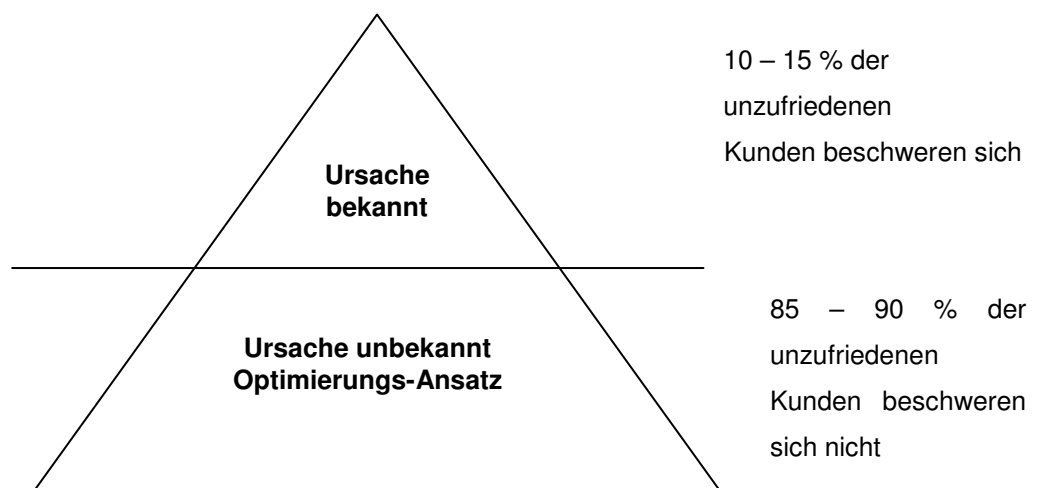 10 – 15 % der
unzufriedenen
Kunden beschweren sich
Ursache
bekannt
85 – 90 % der
unzufriedenen
Kunden beschweren
sich nicht
Ursache unbekannt
Optimierungs-Ansatz